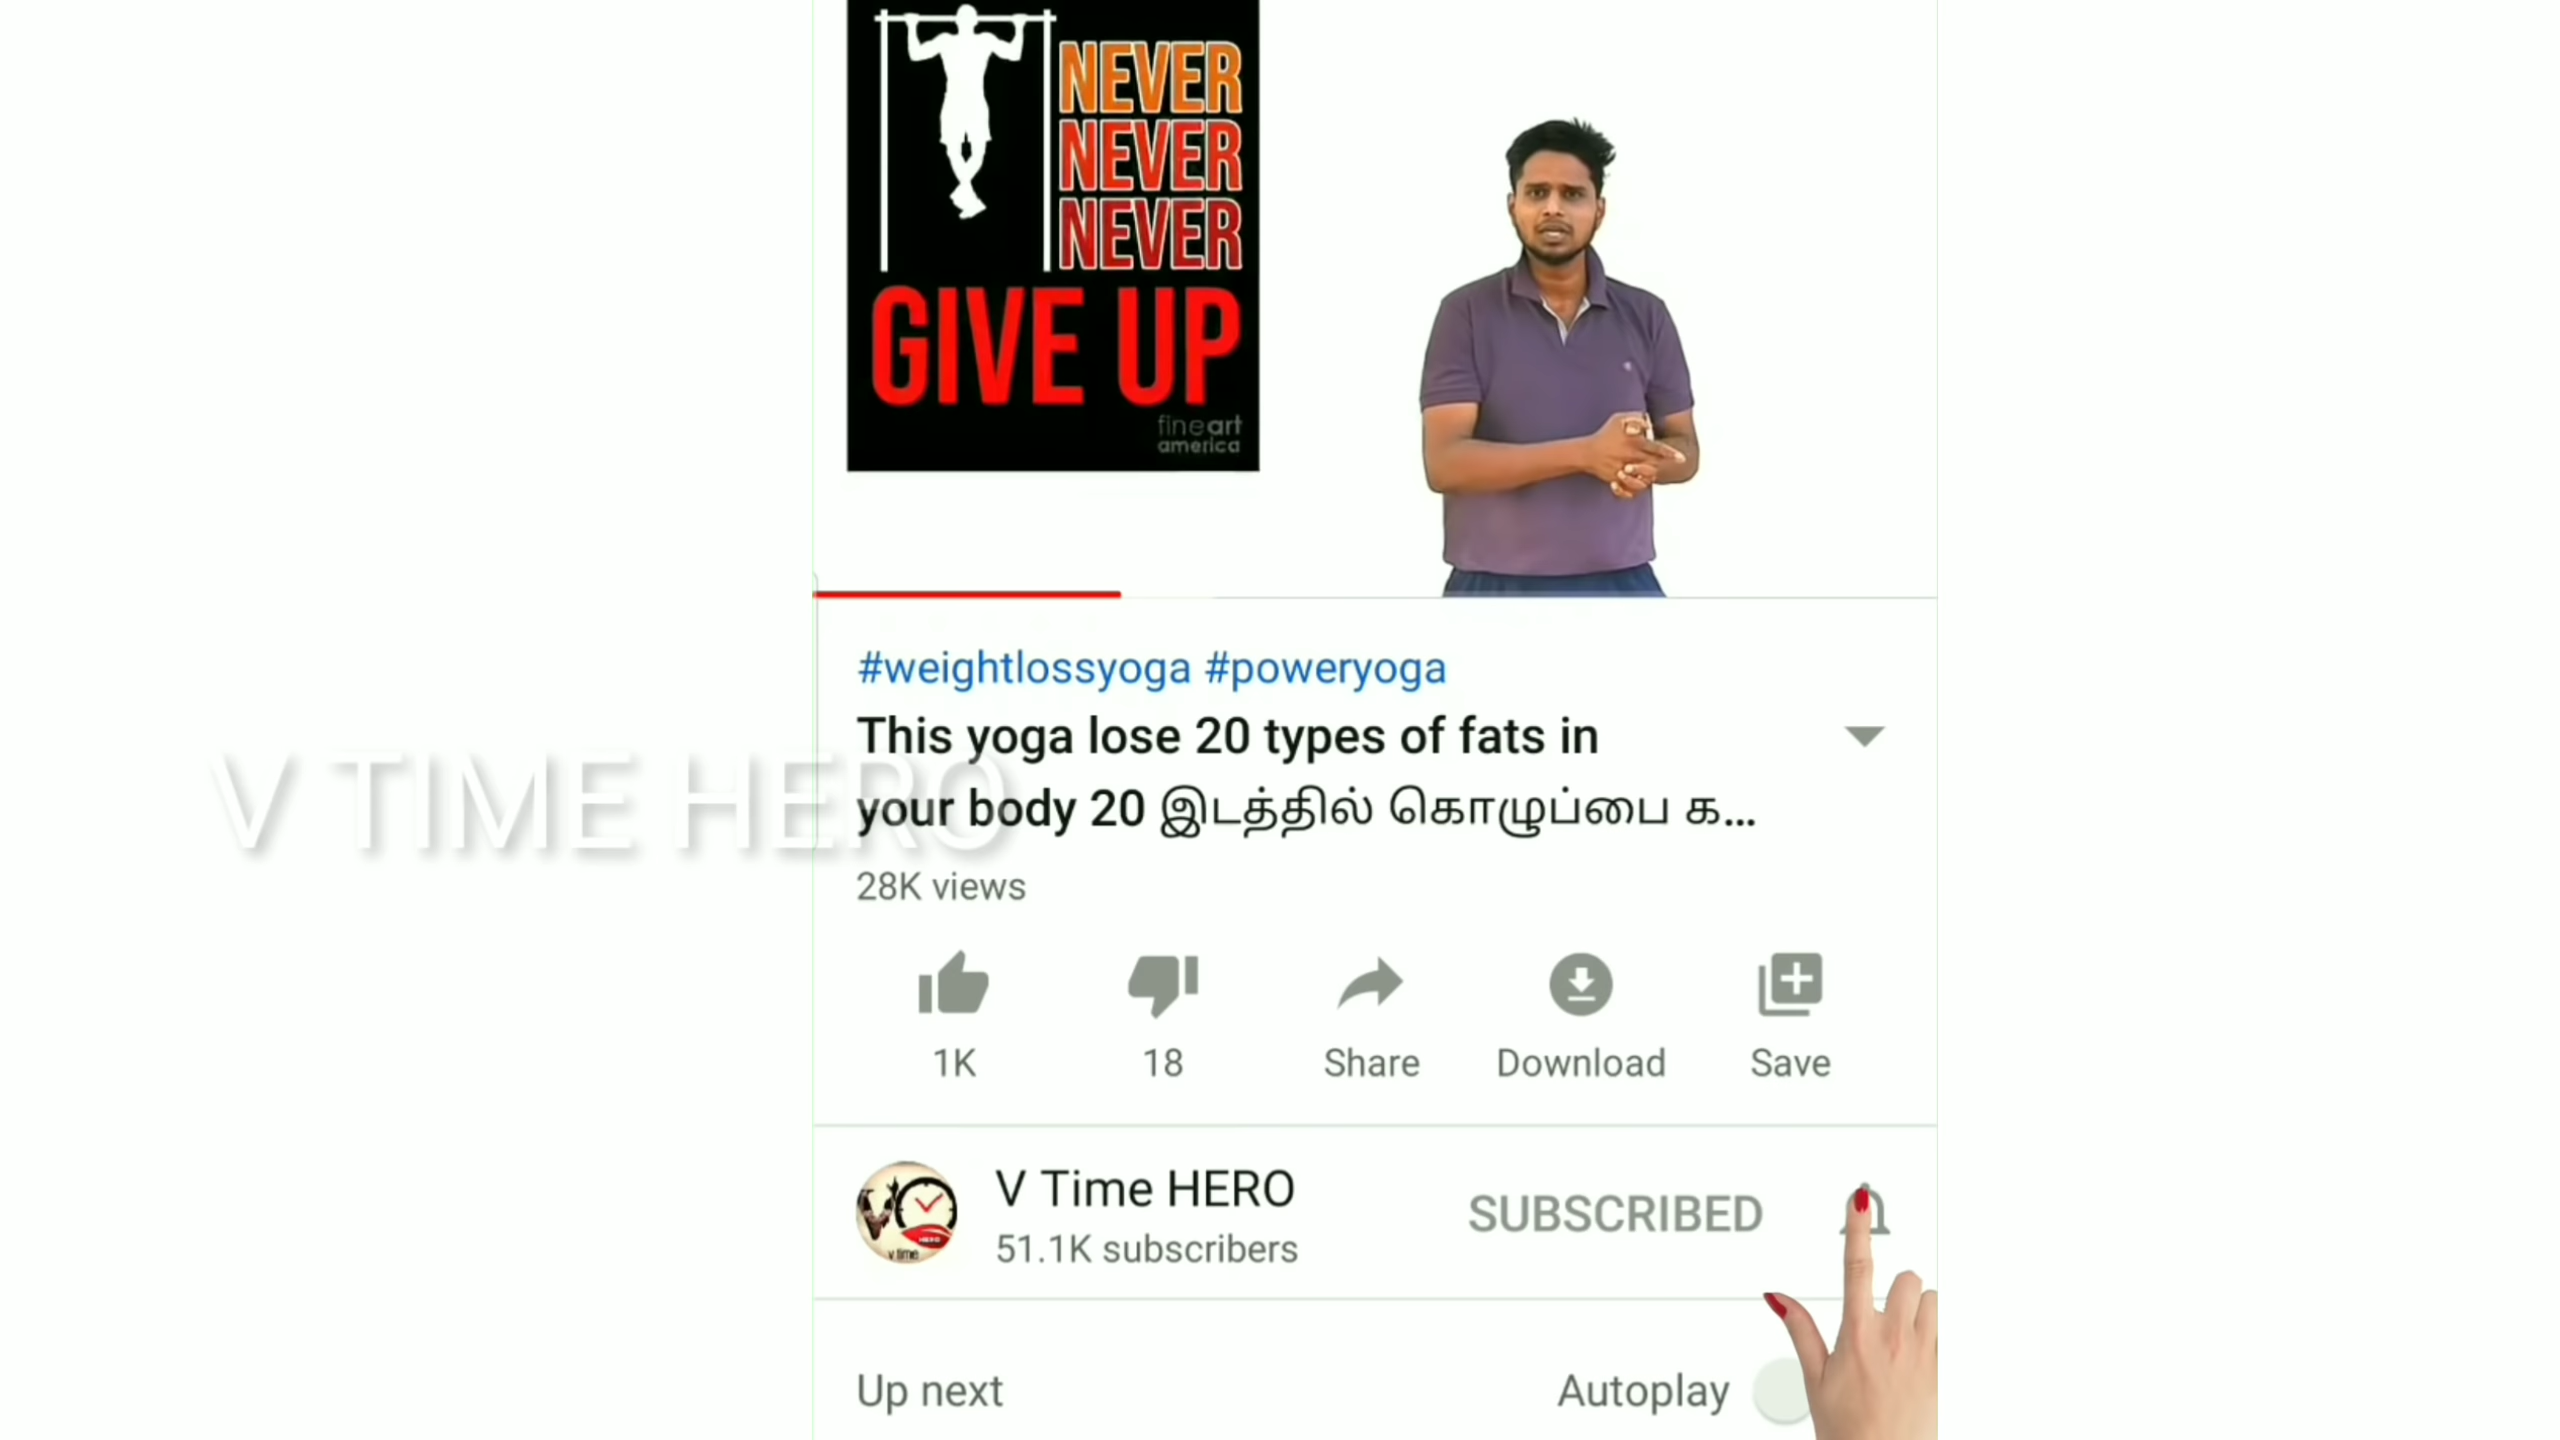 NEVER
NEVER
NEVER
GIVE UP
fineart
america
#weightlossyoga #poweryoga
This yoga lose 20 types of fats in
your body 20 இடத்தில் கொழுப்பை க...
V TIME HERO
28K views
1K
18
Share
Download
Save
V Time HERO
51.1K subscribers
SUBSCRIBED
V
HERO
v time
Up next
Autoplay